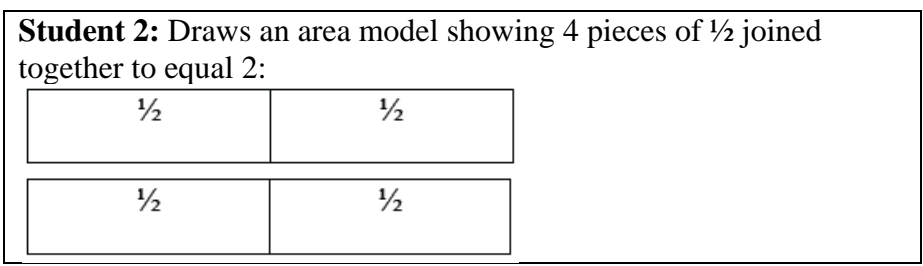 Student 2: Draws an area model showing 4 pieces of ½ joined
together to equal 2:
½ ½
½ ½